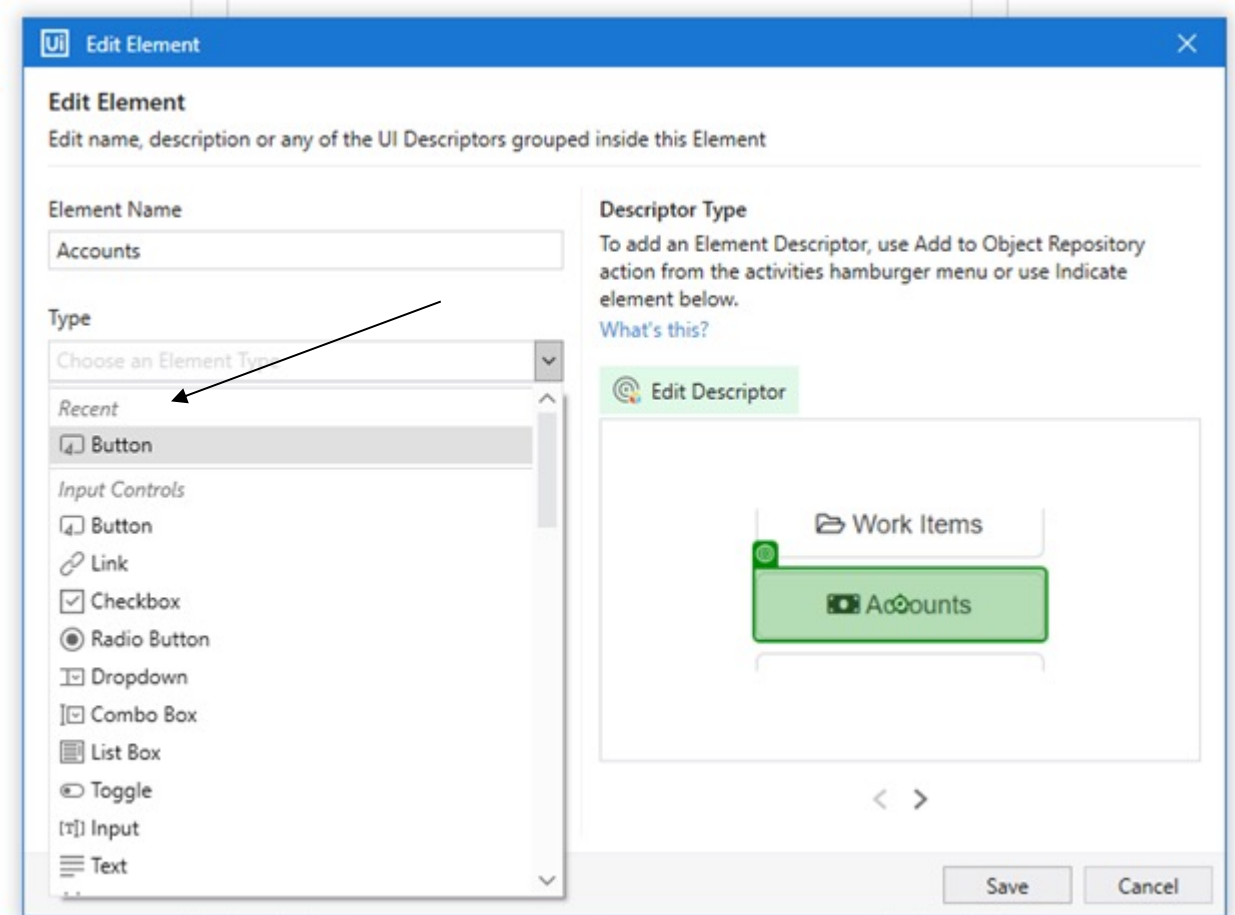 Ui Edit Element
Edit Element
Edit name, description or any of the UI Descriptors grouped inside this Element
Element Name
Accounts
Type
Choose an Element Type
Recent
Button
Input Controls
Button
Link
Checkbox
Radio Button
Dropdown
Combo Box
List Box
Toggle
Input
Text
Descriptor Type
To add an Element Descriptor, use Add to Object Repository
action from the activities hamburger menu or use Indicate
element below.
What's this?
Edit Descriptor
Work Items
Accounts
Save
Cancel